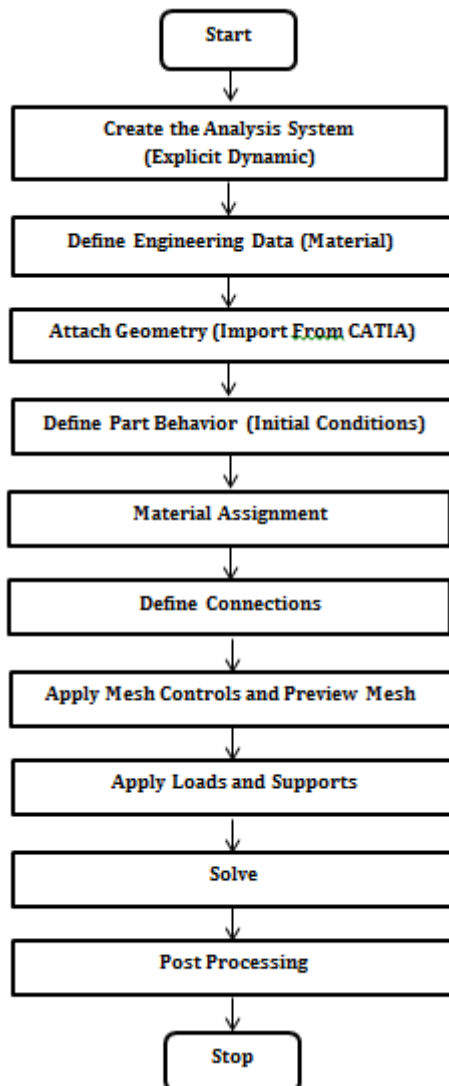 Start
Create the Analysis System
(Explicit Dynamic)
Define Engineering Data (Material)
Attach Geometry (Import From CATIA)
Define Part Behavior (Initial Conditions)
Material Assignment
Define Connections
Apply Mesh Controls and Preview Mesh
Apply Loads and Supports
Solve
Post Processing
Stop